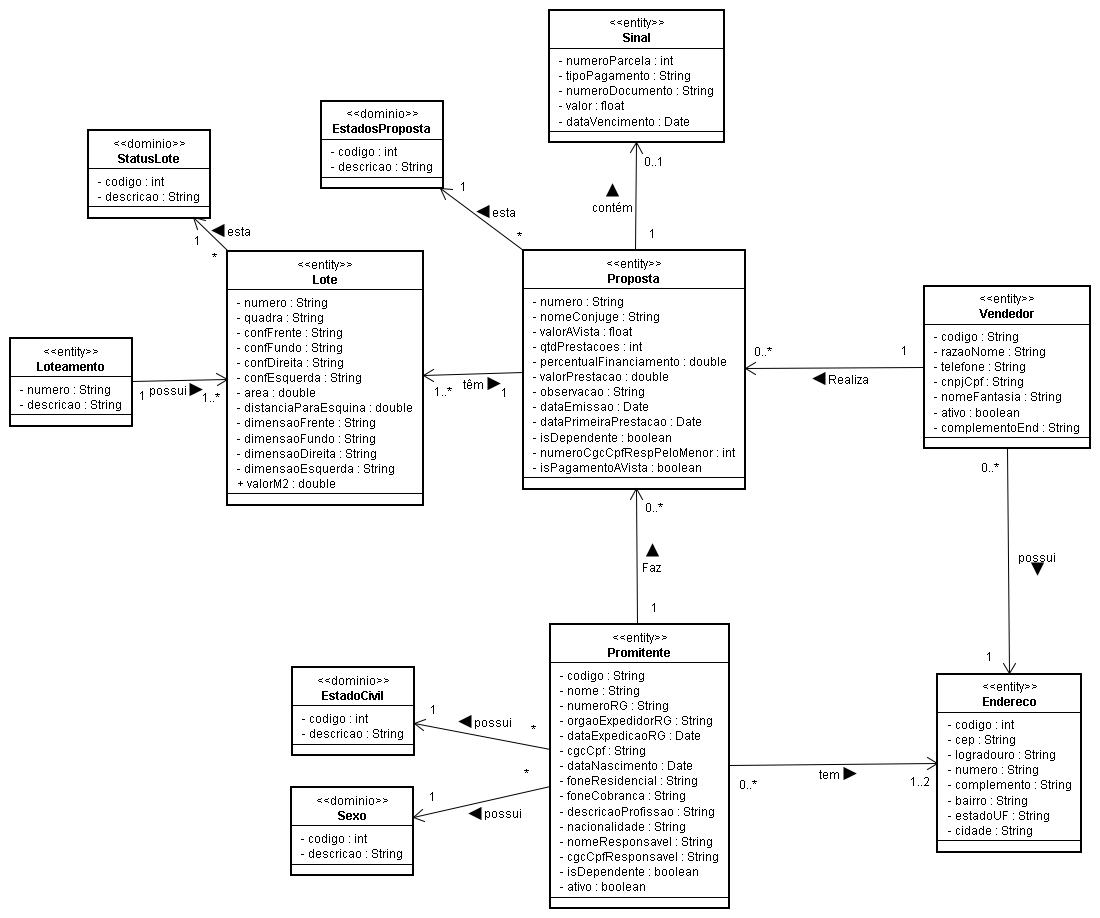 <<entity>>
Sinal
- numeroParcela : int
- tipoPagamento : String
- numeroDocumento : String
- valor : float
- dataVencimento : Date
<<dominio>>
EstadosProposta
- codigo : int
- descricao : String
<<dominio>>
StatusLote
- codigo : int
- descricao : String
0..1
contém
1
1
esta
*
1
esta
*
<<entity>>
Lote
- numero : String
- quadra : String
- confFrente : String
- confFundo : String
- confDireita : String
- confEsquerda : String
- area : double
- distanciaParaEsquina : double
- dimensaoFrente : String
- dimensaoFundo : String
- dimensaoDireita : String
- dimensaoEsquerda : String
+ valorM2 : double
<<entity>>
Proposta
- numero : String
- nomeConjuge : String
- valorAVista : float
- qtdPrestacoes : int
- percentualFinanciamento : double
- valorPrestacao : double
- observacao : String
- dataEmissao : Date
- dataPrimeiraPrestacao : Date
- isDependente : boolean
- numeroCgcCpfRespPeloMenor : int
- isPagamentoAVista : boolean
<<entity>>
Vendedor
- codigo : String
- razaoNome : String
- telefone : String
- cnpjCpf : String
- nomeFantasia : String
- ativo : boolean
- complementoEnd : String
<<entity>>
Loteamento
- numero : String
- descricao : String
1 possui 1..*
1..* têm 1
0..* 1
Realiza
0..*
possui
1
0..*
Faz
1
<<entity>>
Promitente
- codigo : String
- nome : String
- numeroRG : String
- orgaoExpedidorRG : String
- dataExpedicaoRG : Date
- cgcCpf : String
- dataNascimento : Date
- foneResidencial : String
- foneCobranca : String
- descricaoProfissao : String
- nacionalidade : String
- nomeResponsavel : String
- cgcCpfResponsavel : String
- isDependente : boolean
- ativo : boolean
<<dominio>>
EstadoCivil
- codigo : int
- descricao : String
1
possui
*
<<dominio>>
Sexo
- codigo : int
- descricao : String
1
possui
*
0..* tem 1..2
<<entity>>
Endereco
- codigo : int
- cep : String
- logradouro : String
- numero : String
- complemento : String
- bairro : String
- estadoUF : String
- cidade : String